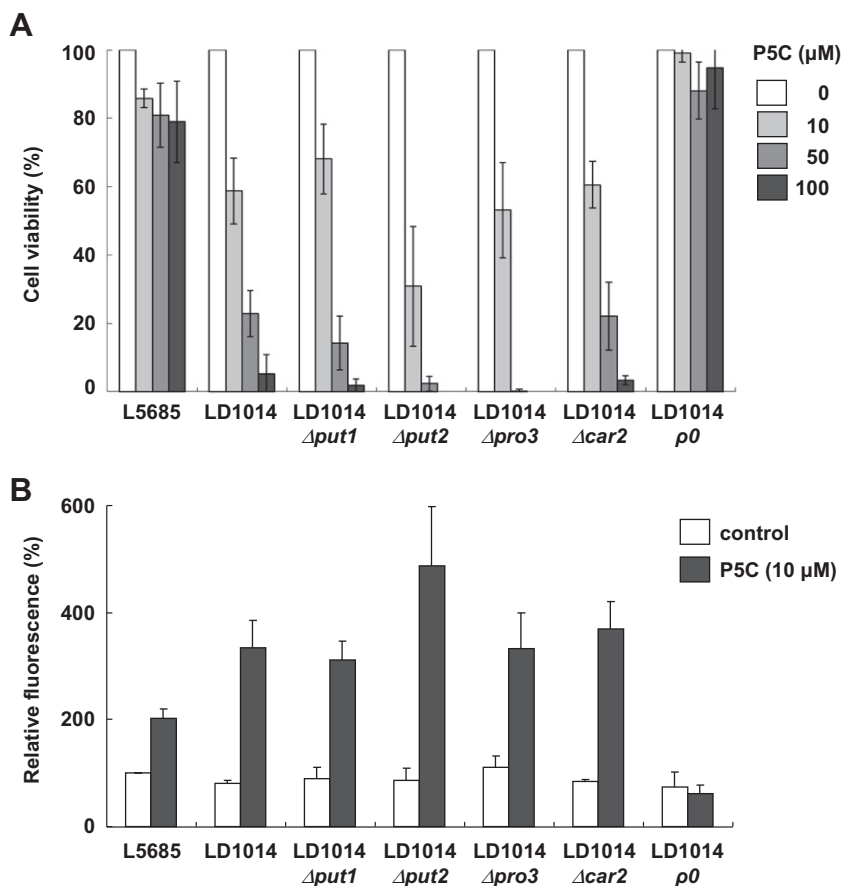 A
Cell viability (%)
100
80
60
40
20
0
L5685
LD1014
LD1014
Δput1
LD1014
Δput2
LD1014
Δpro3
LD1014
Δcar2
LD1014
ρ0
P5C (µM)
0
10
50
100
B
Relative fluorescence (%)
600
400
200
0
L5685
LD1014
LD1014
Δput1
LD1014
Δput2
LD1014
Δpro3
LD1014
Δcar2
LD1014
ρ0
control
P5C (10 µM)